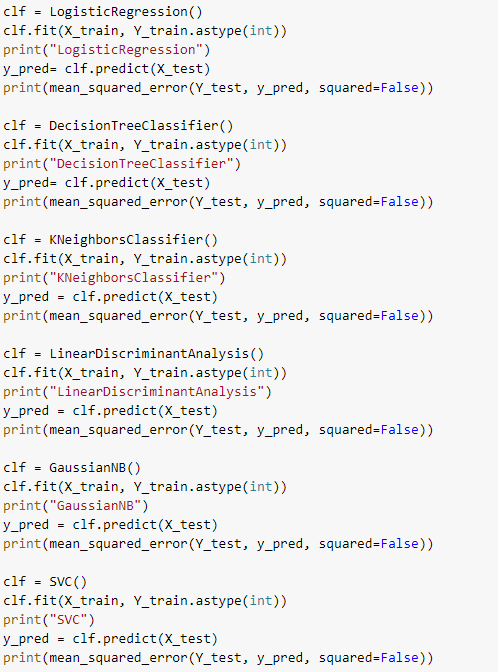 clf = LogisticRegression()
clf.fit(X_train, Y_train.astype(int))
print("LogisticRegression")
y_pred= clf.predict(X_test)
print(mean_squared_error(Y_test, y_pred, squared=False))

clf = DecisionTreeClassifier()
clf.fit(X_train, Y_train.astype(int))
print("DecisionTreeClassifier")
y_pred= clf.predict(X_test)
print(mean_squared_error(Y_test, y_pred, squared=False))

clf = KNeighborsClassifier()
clf.fit(X_train, Y_train.astype(int))
print("KNeighborsClassifier")
y_pred = clf.predict(X_test)
print(mean_squared_error(Y_test, y_pred, squared=False))

clf = LinearDiscriminantAnalysis()
clf.fit(X_train, Y_train.astype(int))
print("LinearDiscriminantAnalysis")
y_pred = clf.predict(X_test)
print(mean_squared_error(Y_test, y_pred, squared=False))

clf = GaussianNB()
clf.fit(X_train, Y_train.astype(int))
print("GaussianNB")
y_pred = clf.predict(X_test)
print(mean_squared_error(Y_test, y_pred, squared=False))

clf = SVC()
clf.fit(X_train, Y_train.astype(int))
print("SVC")
y_pred = clf.predict(X_test)
print(mean_squared_error(Y_test, y_pred, squared=False))